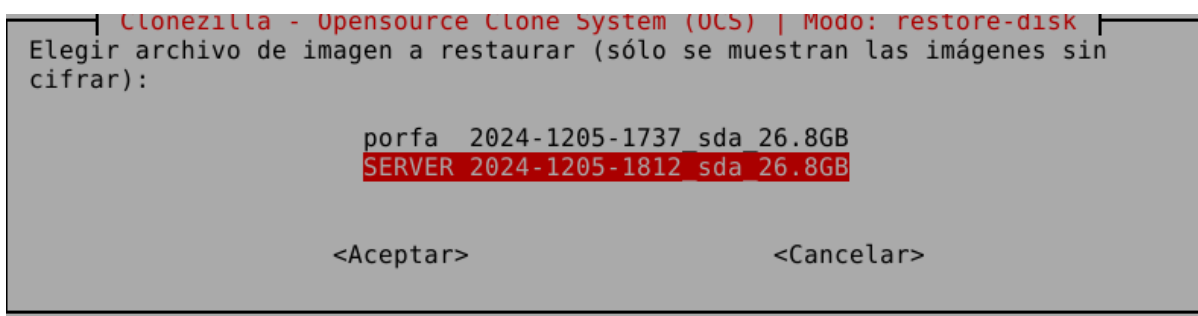 Clonezilla - Opensource Clone System (OCS) | Modo: restore-disk
Elegir archivo de imagen a restaurar (sólo se muestran las imágenes sin
cifrar):
porfa 2024-1205-1737_sda_26.8GB
SERVER 2024-1205-1812_sda_26.8GB
<Aceptar> <Cancelar>